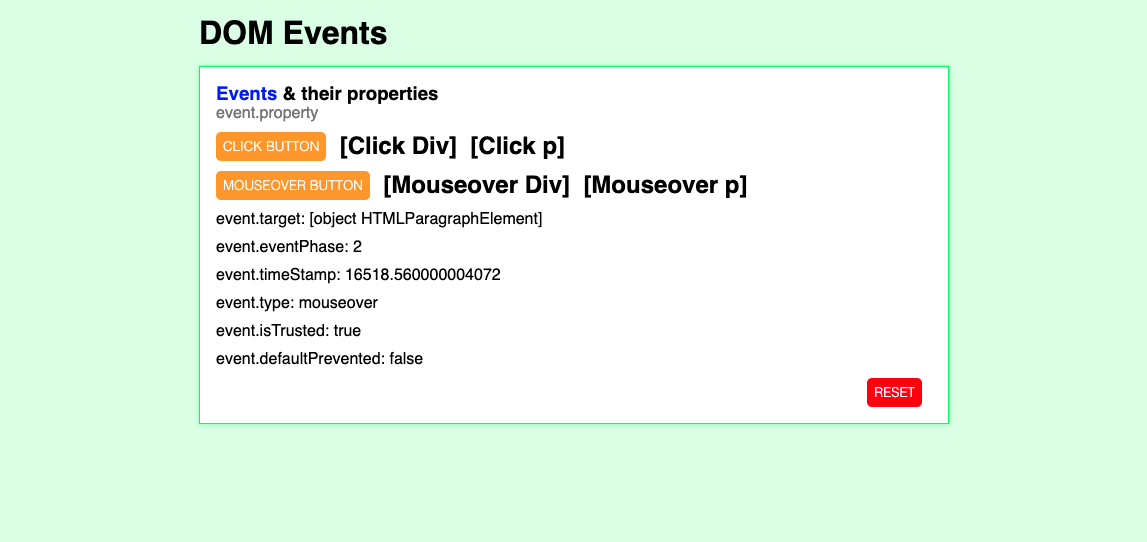 DOM Events
Events & their properties
event.property
CLICK BUTTON [Click Div] [Click p]
MOUSEOVER BUTTON [Mouseover Div] [Mouseover p]
event.target: [object HTMLParagraphElement]
event.eventPhase: 2
event.timeStamp: 16518.560000004072
event.type: mouseover
event.isTrusted: true
event.defaultPrevented: false
RESET